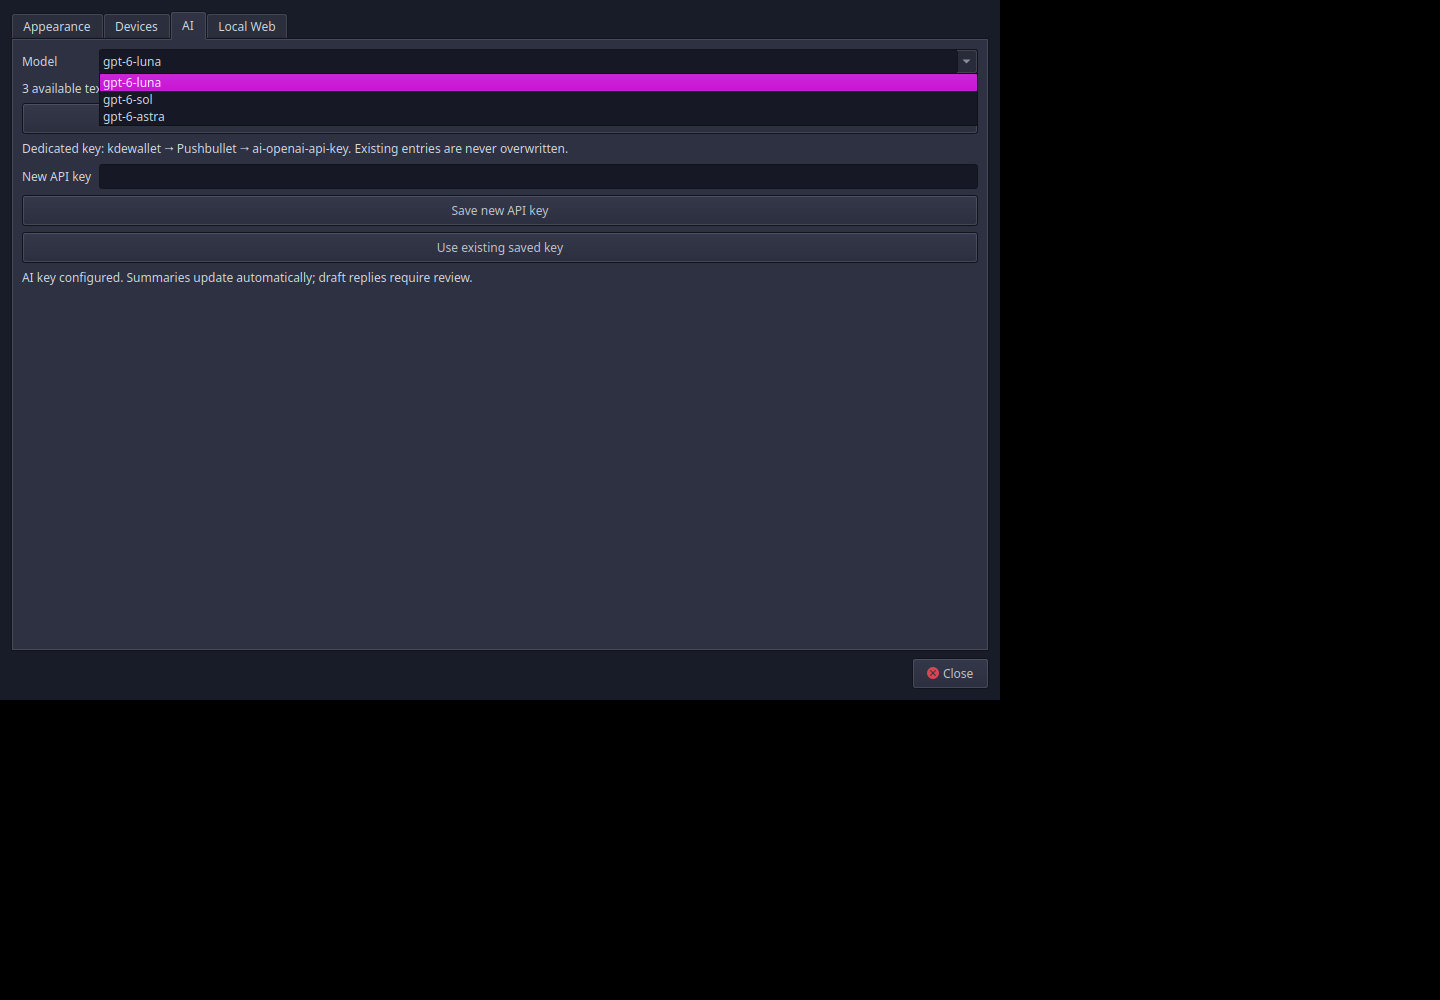 Appearance Devices AI Local Web
Model gpt-6-luna
gpt-6-luna
3 available
gpt-6-sol
gpt-6-astra
Dedicated key: kdewallet → Pushbullet → ai-openai-api-key. Existing entries are never overwritten.
New API key
Save new API key
Use existing saved key
AI key configured. Summaries update automatically; draft replies require review.
Close